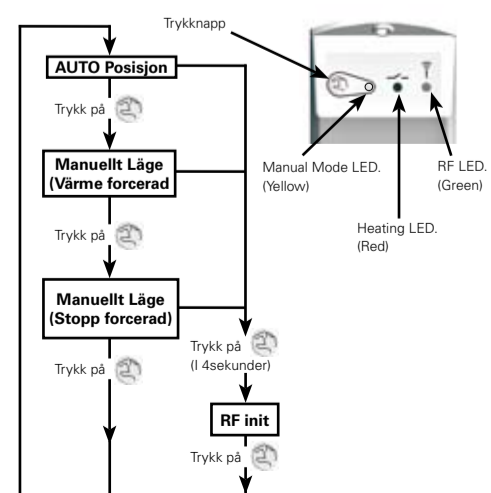 Trykknapp
AUTO Posisjon
Trykk på
Manuellt Läge
(Värme forcerad
Trykk på
Manuellt Läge
(Stopp forcerad)
Trykk på
Trykk på
(I 4sekunder)
RF init
Trykk på
Manual Mode LED.
(Yellow)
Heating LED.
(Red)
RF LED.
(Green)